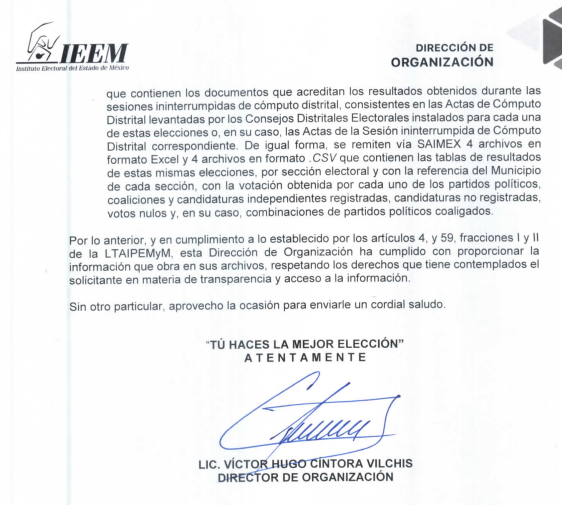 IEEM
Instituto Electoral del Estado de México
DIRECCIÓN DE
ORGANIZACIÓN
que contienen los documentos que acreditan los resultados obtenidos durante las
sesiones ininterrumpidas de cómputo distrital, consistentes en las Actas de Cómputo
Distrital levantadas por los Consejos Distritales Electorales instalados para cada una
de estas elecciones o, en su caso, las Actas de la Sesión ininterrumpida de Cómputo
Distrital correspondiente. De igual forma, se remiten vía SAIMEX 4 archivos en
formato Excel y 4 archivos en formato .CSV que contienen las tablas de resultados
de estas mismas elecciones, por sección electoral y con la referencia del Municipio
de cada sección, con la votación obtenida por cada uno de los partidos políticos,
coaliciones y candidaturas independientes registradas, candidaturas no registradas,
votos nulos y, en su caso, combinaciones de partidos políticos coaligados.
Por lo anterior, y en cumplimiento a lo establecido por los artículos 4, y 59, fracciones I y II
de la LTAIPEMyM, esta Dirección de Organización ha cumplido con proporcionar la
información que obra en sus archivos, respetando los derechos que tiene contemplados el
solicitante en materia de transparencia y acceso a la información.
Sin otro particular, aprovecho la ocasión para enviarle un cordial saludo.
"TÚ HACES LA MEJOR ELECCIÓN"
A T E N T A M E N T E
LIC. VÍCTOR HUGO CÍNTORA VILCHIS
DIRECTOR DE ORGANIZACIÓN